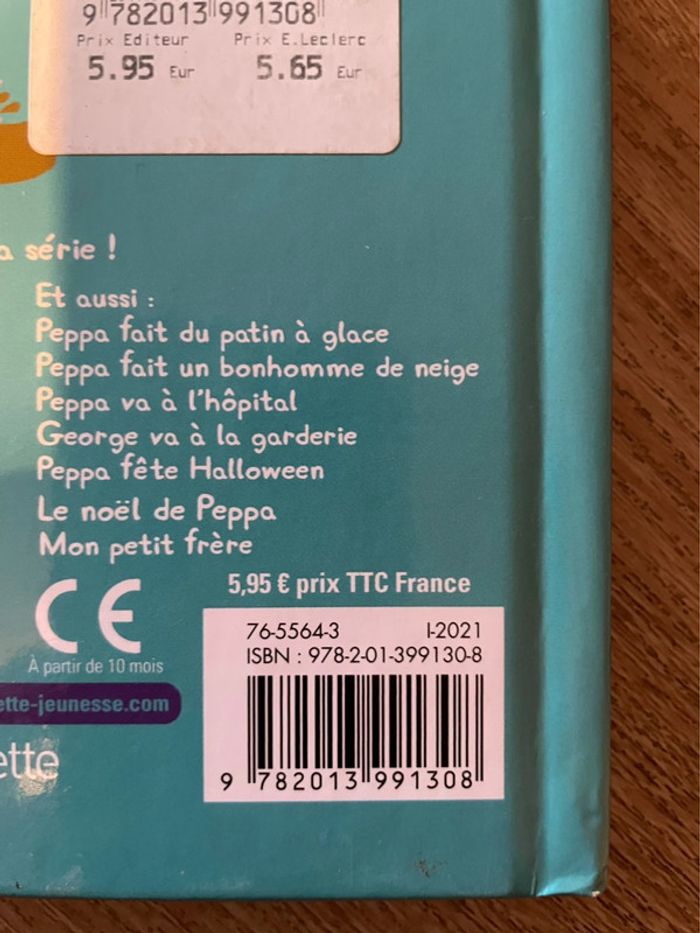 9 782013 991308
Prix Editeur Prix E.Leclerc
5.95 Eur 5.65 Eur
a série !
Et aussi :
Peppa fait du patin à glace
Peppa fait un bonhomme de neige
Peppa va à l'hôpital
George va à la garderie
Peppa fête Halloween
Le noël de Peppa
Mon petit frère
CE
À partir de 10 mois
ette-jeunesse.com
ette
5,95 € prix TTC France
76-5564-3 I-2021
ISBN : 978-2-01-399130-8
9 782013 991308